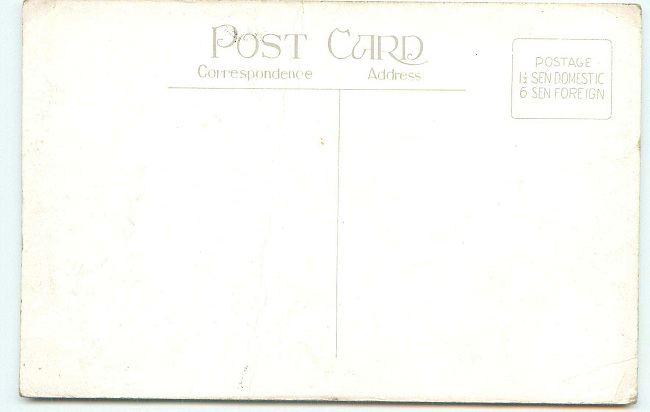 POST CARD
Correspondence Address
POSTAGE
1½ SEN DOMESTIC
6 SEN FOREIGN